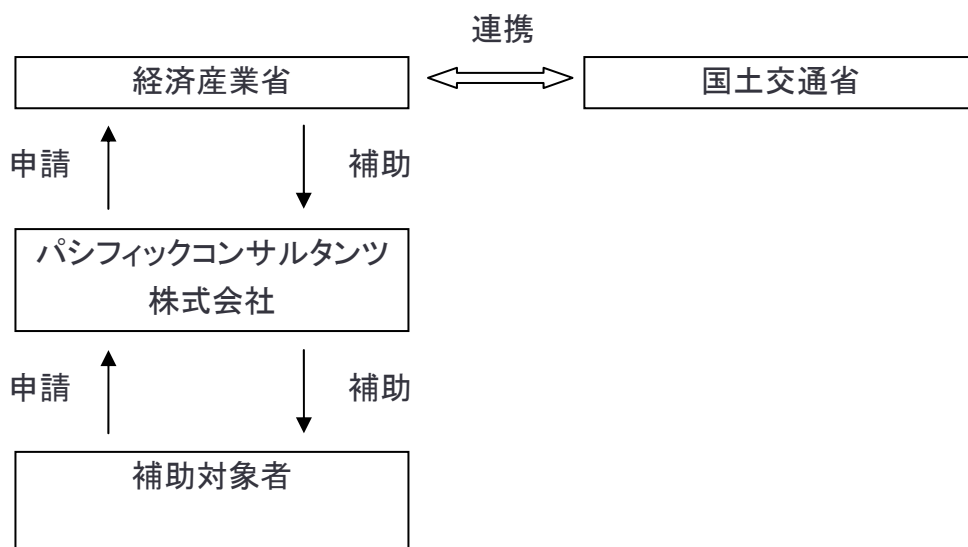 連携
経済産業省
国土交通省
申請
補助
パシフィックコンサルタンツ
株式会社
申請
補助
補助対象者